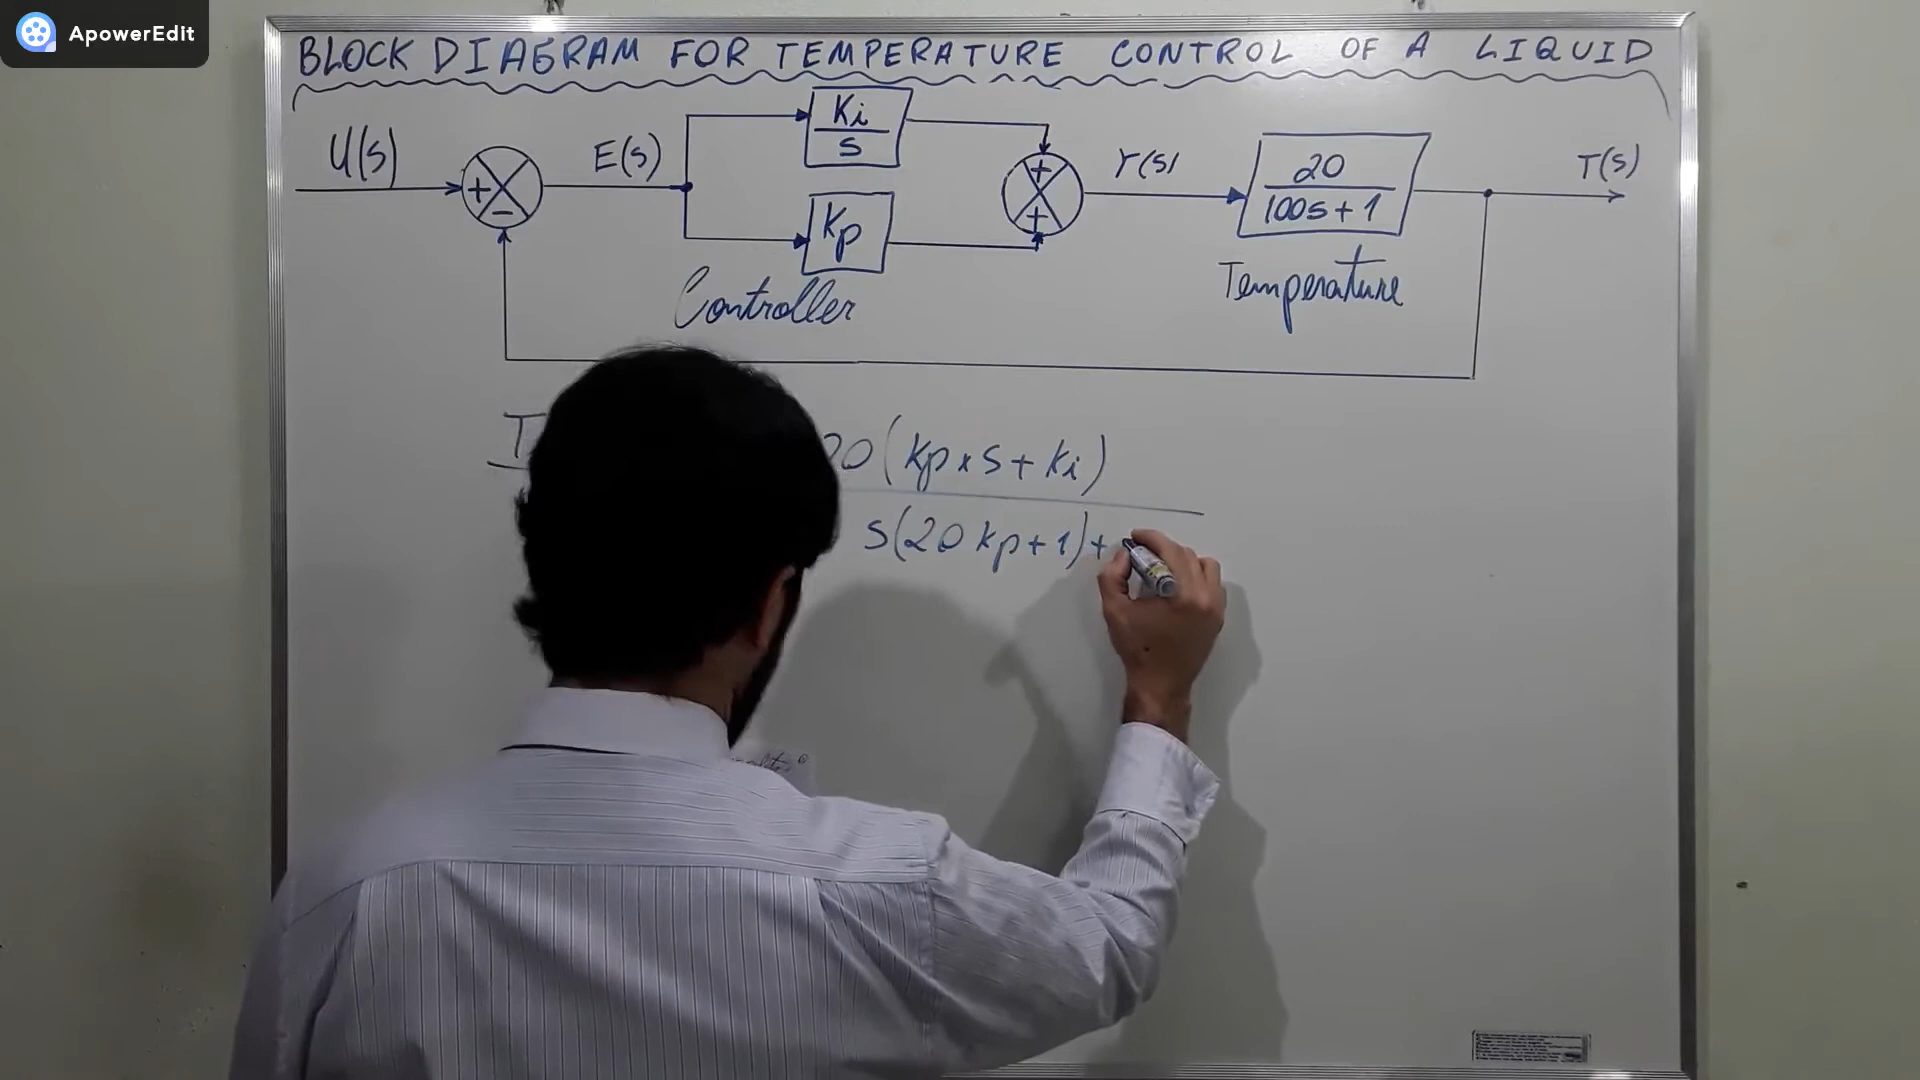 ApowerEdit
BLOCK DIAGRAM FOR TEMPERATURE CONTROL OF A LIQUID
U(s)
+
-
E(s)
Ki
s
Kp
Controller
+
+
Y(s)
20
100s+1
Temperature
T(s)
T
20(Kp×s+Ki)
s(20Kp+1)+